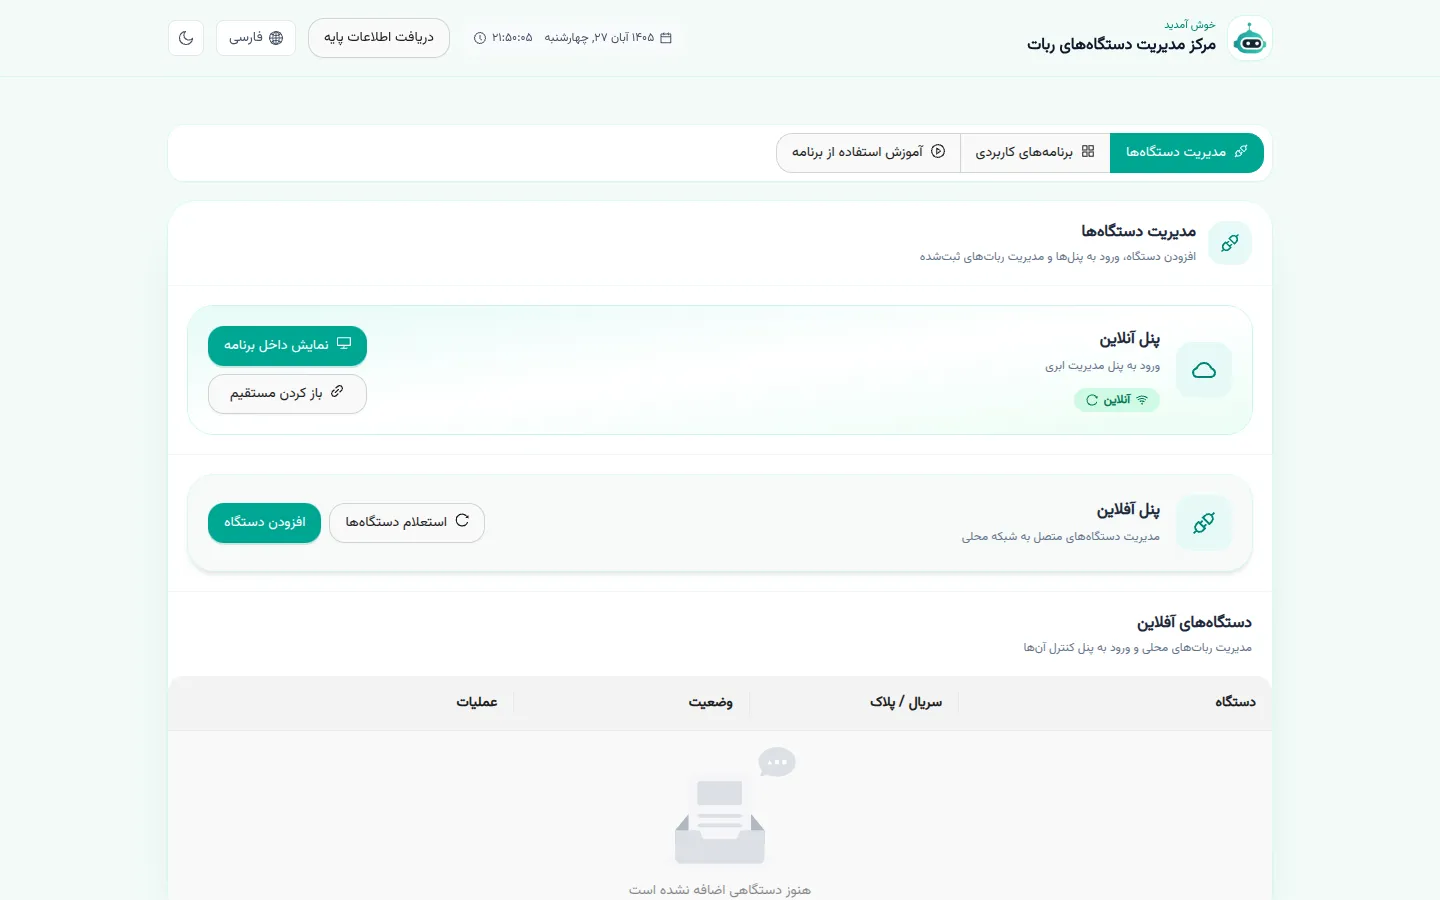 خوش آمدید
مرکز مدیریت دستگاه‌های ربات
۱۴۰۵ آبان ۲۷, چهارشنبه
۲۱:۵۰:۰۵
دریافت اطلاعات پایه
فارسی
مدیریت دستگاه‌ها
برنامه‌های کاربردی
آموزش استفاده از برنامه
مدیریت دستگاه‌ها
افزودن دستگاه، ورود به پنل‌ها و مدیریت ربات‌های ثبت‌شده
پنل آنلاین
ورود به پنل مدیریت ابری
آنلاین
نمایش داخل برنامه
باز کردن مستقیم
پنل آفلاین
مدیریت دستگاه‌های متصل به شبکه محلی
استعلام دستگاه‌ها
افزودن دستگاه
دستگاه‌های آفلاین
مدیریت ربات‌های محلی و ورود به پنل کنترل آن‌ها
دستگاه
سریال / پلاک
وضعیت
عملیات
هنوز دستگاهی اضافه نشده است